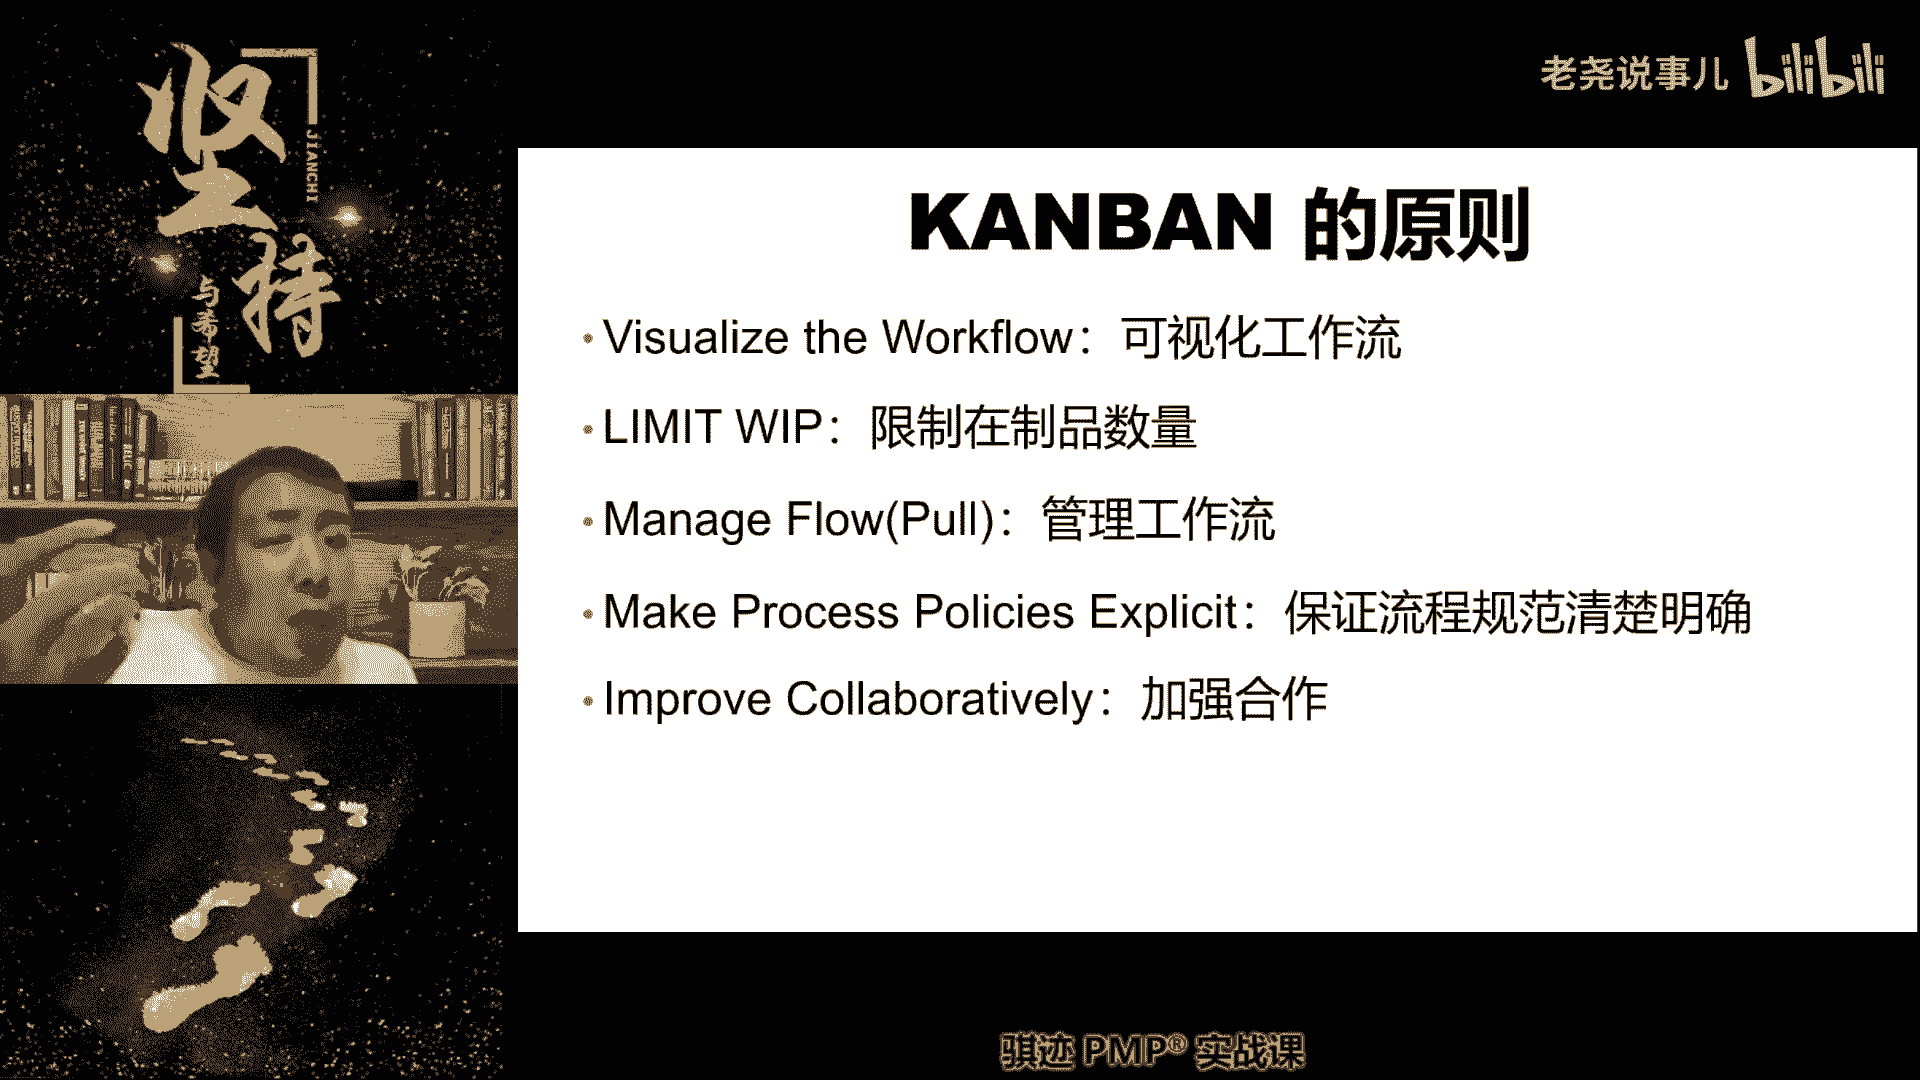 坚持
JIANCHI
与希望
老尧说事儿 bilibili
KANBAN 的原则
•Visualize the Workflow：可视化工作流
•LIMIT WIP：限制在制品数量
•Manage Flow(Pull)：管理工作流
•Make Process Policies Explicit：保证流程规范清楚明确
•Improve Collaboratively：加强合作
骐迹 PMP® 实战课